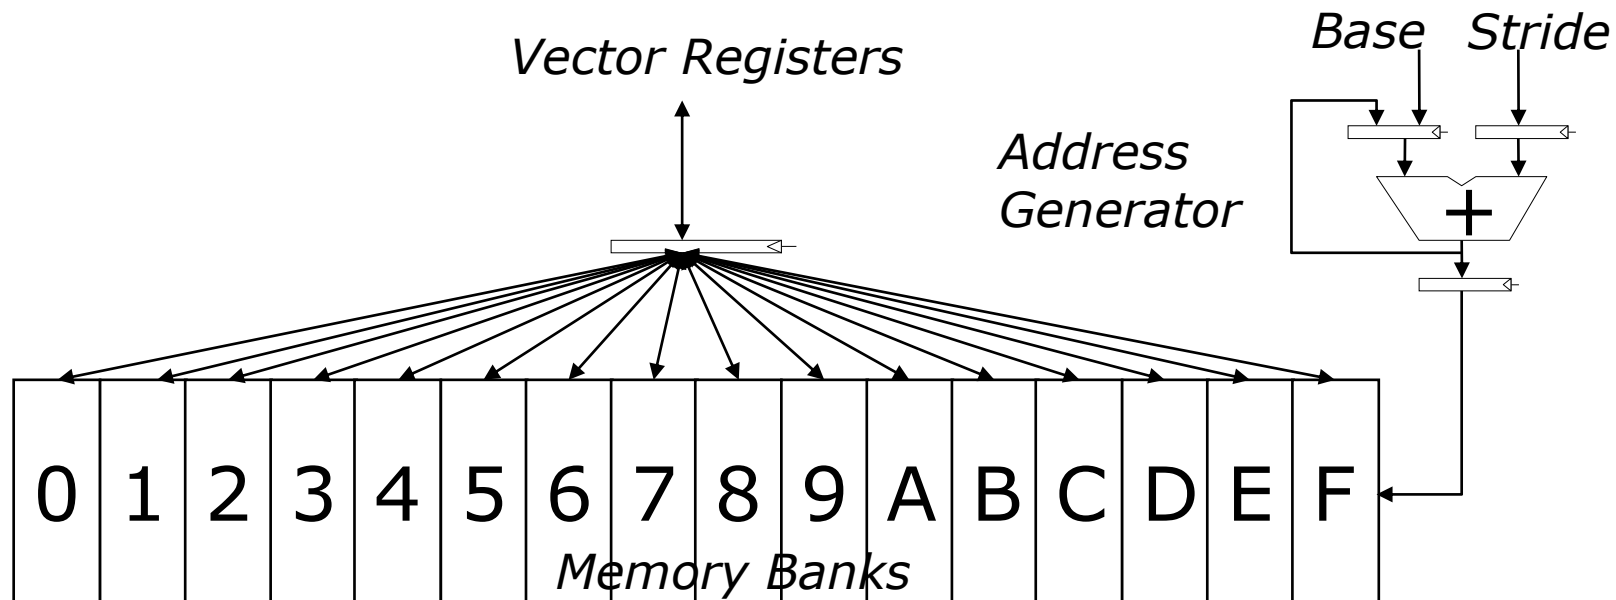 Base Stride
Vector Registers
Address
Generator
+
0 1 2 3 4 5 6 7 8 9 A B C D E F
Memory Banks